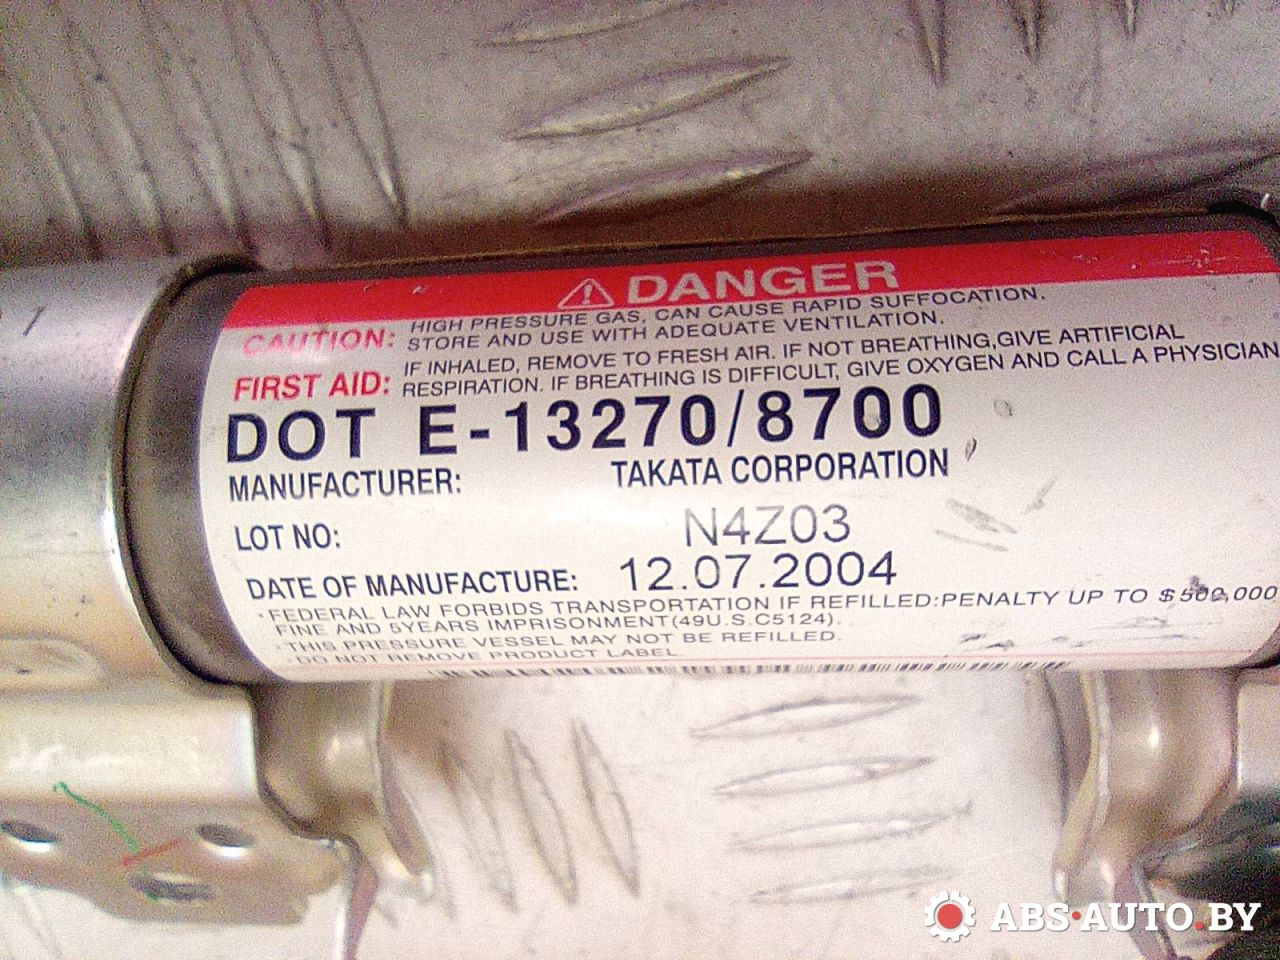 DANGER
CAUTION: HIGH PRESSURE GAS, CAN CAUSE RAPID SUFFOCATION.
STORE AND USE WITH ADEQUATE VENTILATION.
FIRST AID: IF INHALED, REMOVE TO FRESH AIR. IF NOT BREATHING,GIVE ARTIFICIAL
RESPIRATION. IF BREATHING IS DIFFICULT, GIVE OXYGEN AND CALL A PHYSICIAN
DOT E-13270/8700
MANUFACTURER: TAKATA CORPORATION
LOT NO: N4Z03
DATE OF MANUFACTURE: 12.07.2004
·FEDERAL LAW FORBIDS TRANSPORTATION IF REFILLED:PENALTY UP TO $500,000
FINE AND 5YEARS IMPRISONMENT(49U.S.C5124).
·THIS PRESSURE VESSEL MAY NOT BE REFILLED.
·DO NOT REMOVE PRODUCT LABEL.
ABS·AUTO.BY